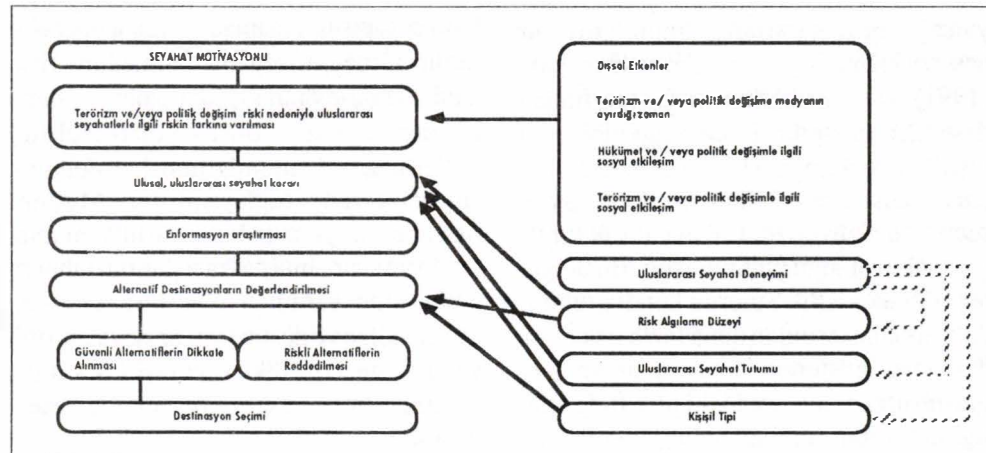 SEYAHAT MOTİVASYONU
Terörizm ve/veya politik değişim riski nedeniyle uluslararası
seyahatlerle ilgili riskin farkına varılması
Ulusal, uluslararası seyahat kararı
Enformasyon araştırması
Alternatif Destinasyonların Değerlendirilmesi
Güvenli Alternatiflerin Dikkate
Alınması
Riskli Alternatiflerin
Reddedilmesi
Destinasyon Seçimi
Dışsal Etkenler
Terörizm ve/ veya politik değişime medyanın
ayırdığı zaman
Hükümet ve / veya politik değişimle ilgili
sosyal etkileşim
Terörizm ve / veya politik değişimle ilgili
sosyal etkileşim
Uluslararası Seyahat Deneyimi
Risk Algılama Düzeyi
Uluslararası Seyahat Tutumu
Kişişil Tipi